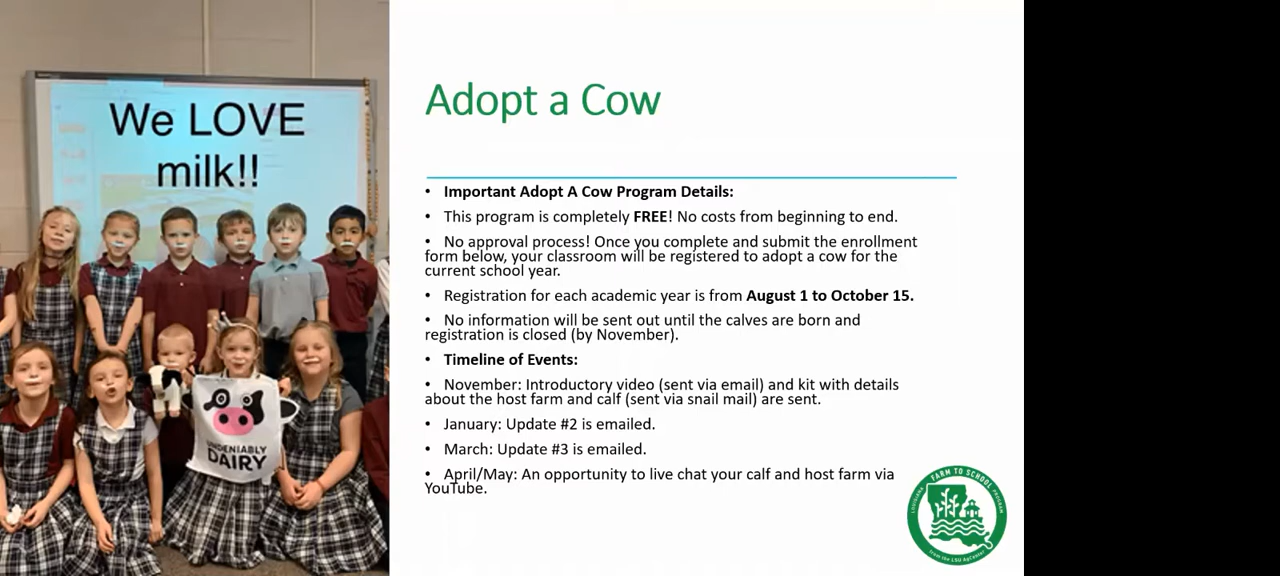 We LOVE
milk!!
UNDENIABLY
DAIRY
Adopt a Cow
• Important Adopt A Cow Program Details:
• This program is completely FREE! No costs from beginning to end.
• No approval process! Once you complete and submit the enrollment
form below, your classroom will be registered to adopt a cow for the
current school year.
• Registration for each academic year is from August 1 to October 15.
• No information will be sent out until the calves are born and
registration is closed (by November).
• Timeline of Events:
• November: Introductory video (sent via email) and kit with details
about the host farm and calf (sent via snail mail) are sent.
• January: Update #2 is emailed.
• March: Update #3 is emailed.
• April/May: An opportunity to live chat your calf and host farm via
YouTube.
LOUISIANA FARM TO SCHOOL PROGRAM
from the LSU AgCenter